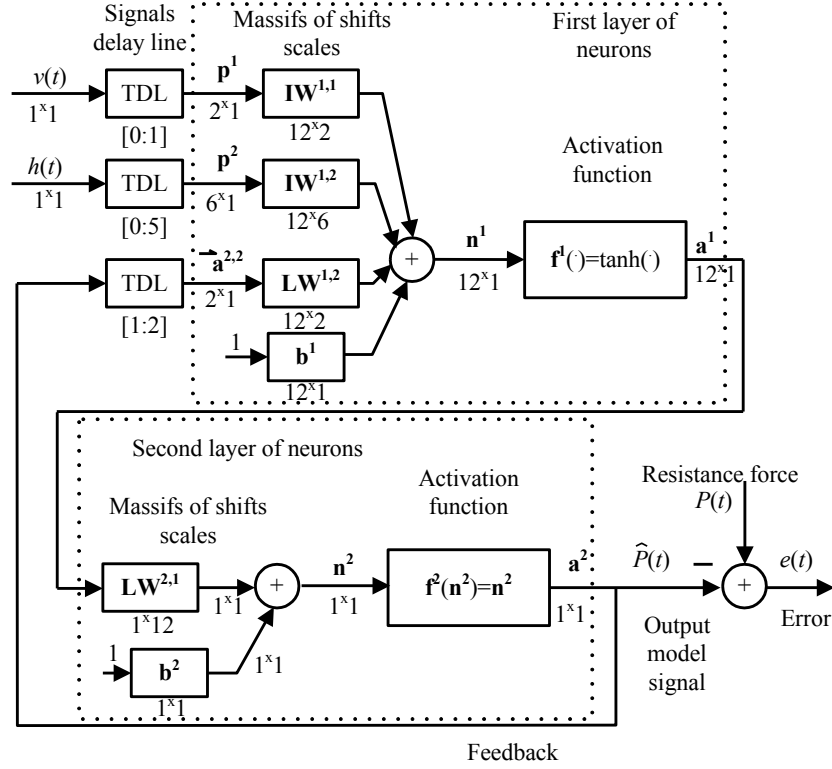 Signals
delay line
Massifs of shifts
scales
First layer of
neurons
v(t)
1ˣ1
TDL
[0:1]
p¹
2ˣ1
IW¹,¹
12ˣ2
h(t)
1ˣ1
TDL
[0:5]
p²
6ˣ1
IW¹,²
12ˣ6
Activation
function
+
n¹
12ˣ1
f¹(·)=tanh(·)
a¹
12ˣ1
TDL
[1:2]
a²,²
2ˣ1
LW¹,²
12ˣ2
1
b¹
12ˣ1
Second layer of neurons
Massifs of shifts
scales
Activation
function
Resistance force
P(t)
LW²,¹
1ˣ12
1ˣ1
+
n²
1ˣ1
f²(n²)=n²
a²
1ˣ1
P̂(t)
−
+
e(t)
Error
1
b²
1ˣ1
1ˣ1
Output
model
signal
Feedback